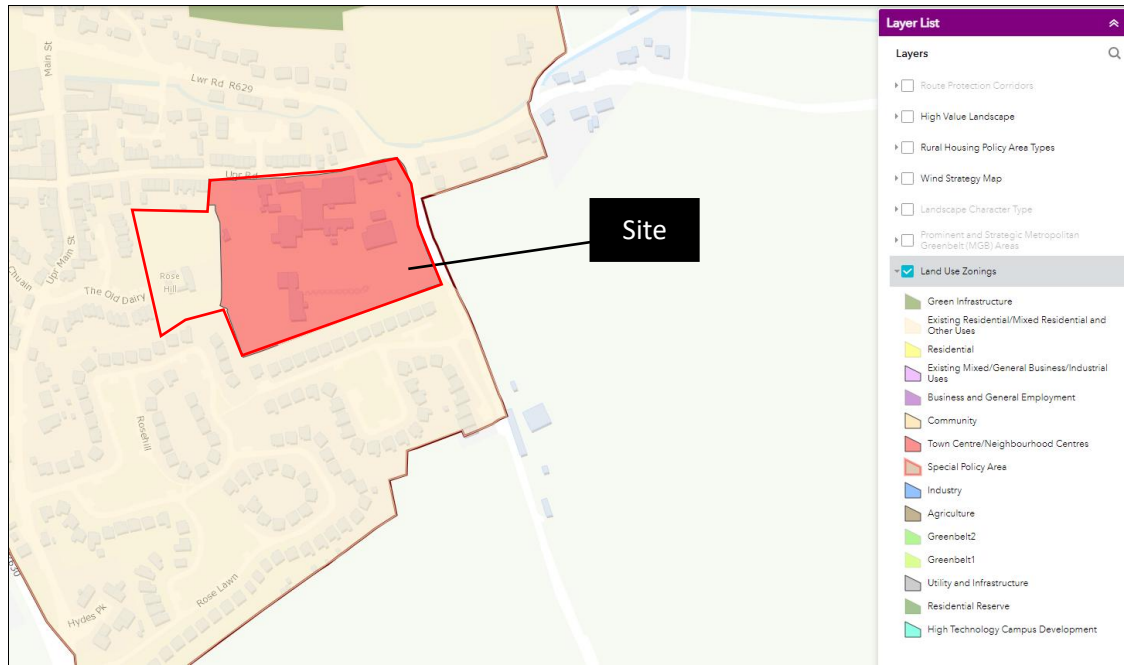 Main St
Lwr Rd R629
Upr Rd
Upr Main St
Rose
Hill
The Old Dairy
Rosehill
Rose Lawn
Hydes Pk
Site
Layer List
Layers
Route Protection Corridors
High Value Landscape
Rural Housing Policy Area Types
Wind Strategy Map
Landscape Character Type
Prominent and Strategic Metropolitan
Greenbelt (MGB) Areas
Land Use Zonings
Green Infrastructure
Existing Residential/Mixed Residential and
Other Uses
Residential
Existing Mixed/General Business/Industrial
Uses
Business and General Employment
Community
Town Centre/Neighbourhood Centres
Special Policy Area
Industry
Agriculture
Greenbelt2
Greenbelt1
Utility and Infrastructure
Residential Reserve
High Technology Campus Development